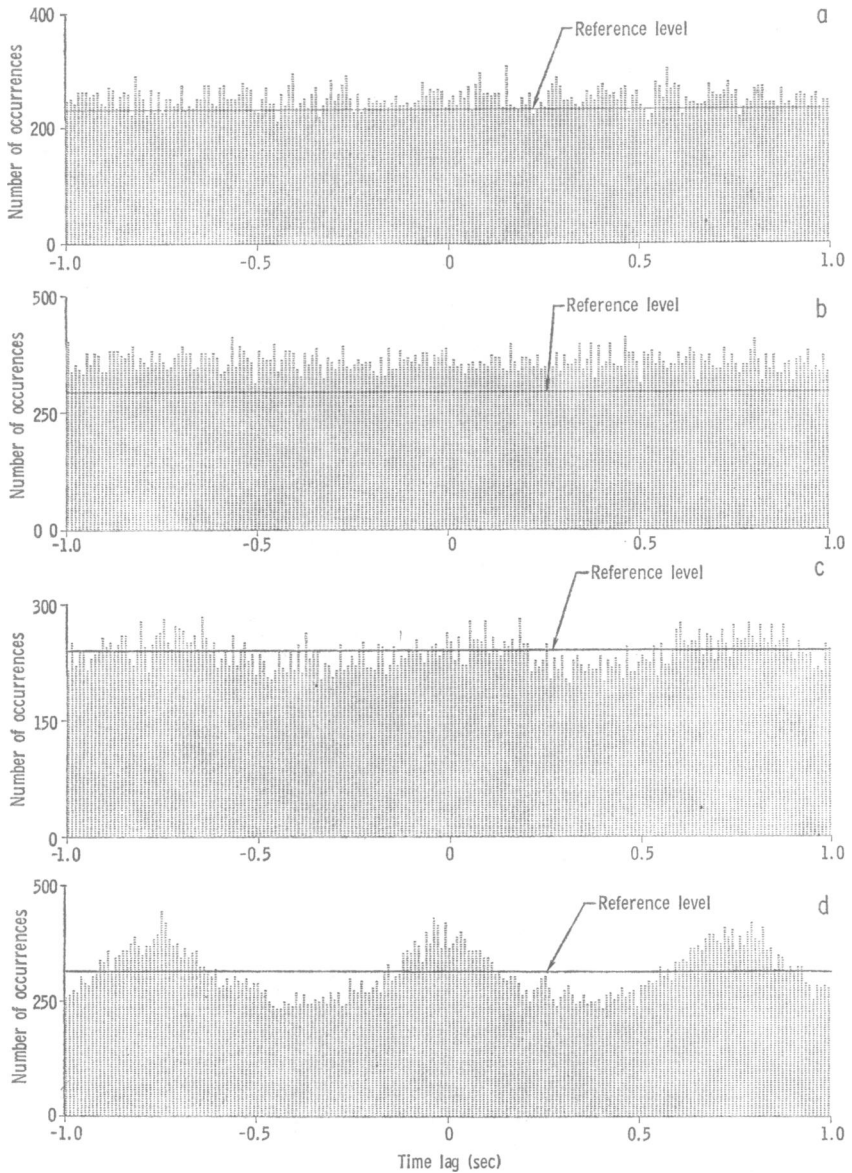 a
400
Reference level
200
0
Number of occurrences
-1.0 -0.5 0 0.5 1.0
b
500
Reference level
250
0 0
Number of occurrences
-1.0 -0.5 0 0.5 1.0
c
Reference level
300
150
0
Number of occurrences
-1.0 -0.5 0 0.5 1.0
d
500
Reference level
250
0
Number of occurrences
-1.0 -0.5 0 0.5 1.0
Time lag (sec)